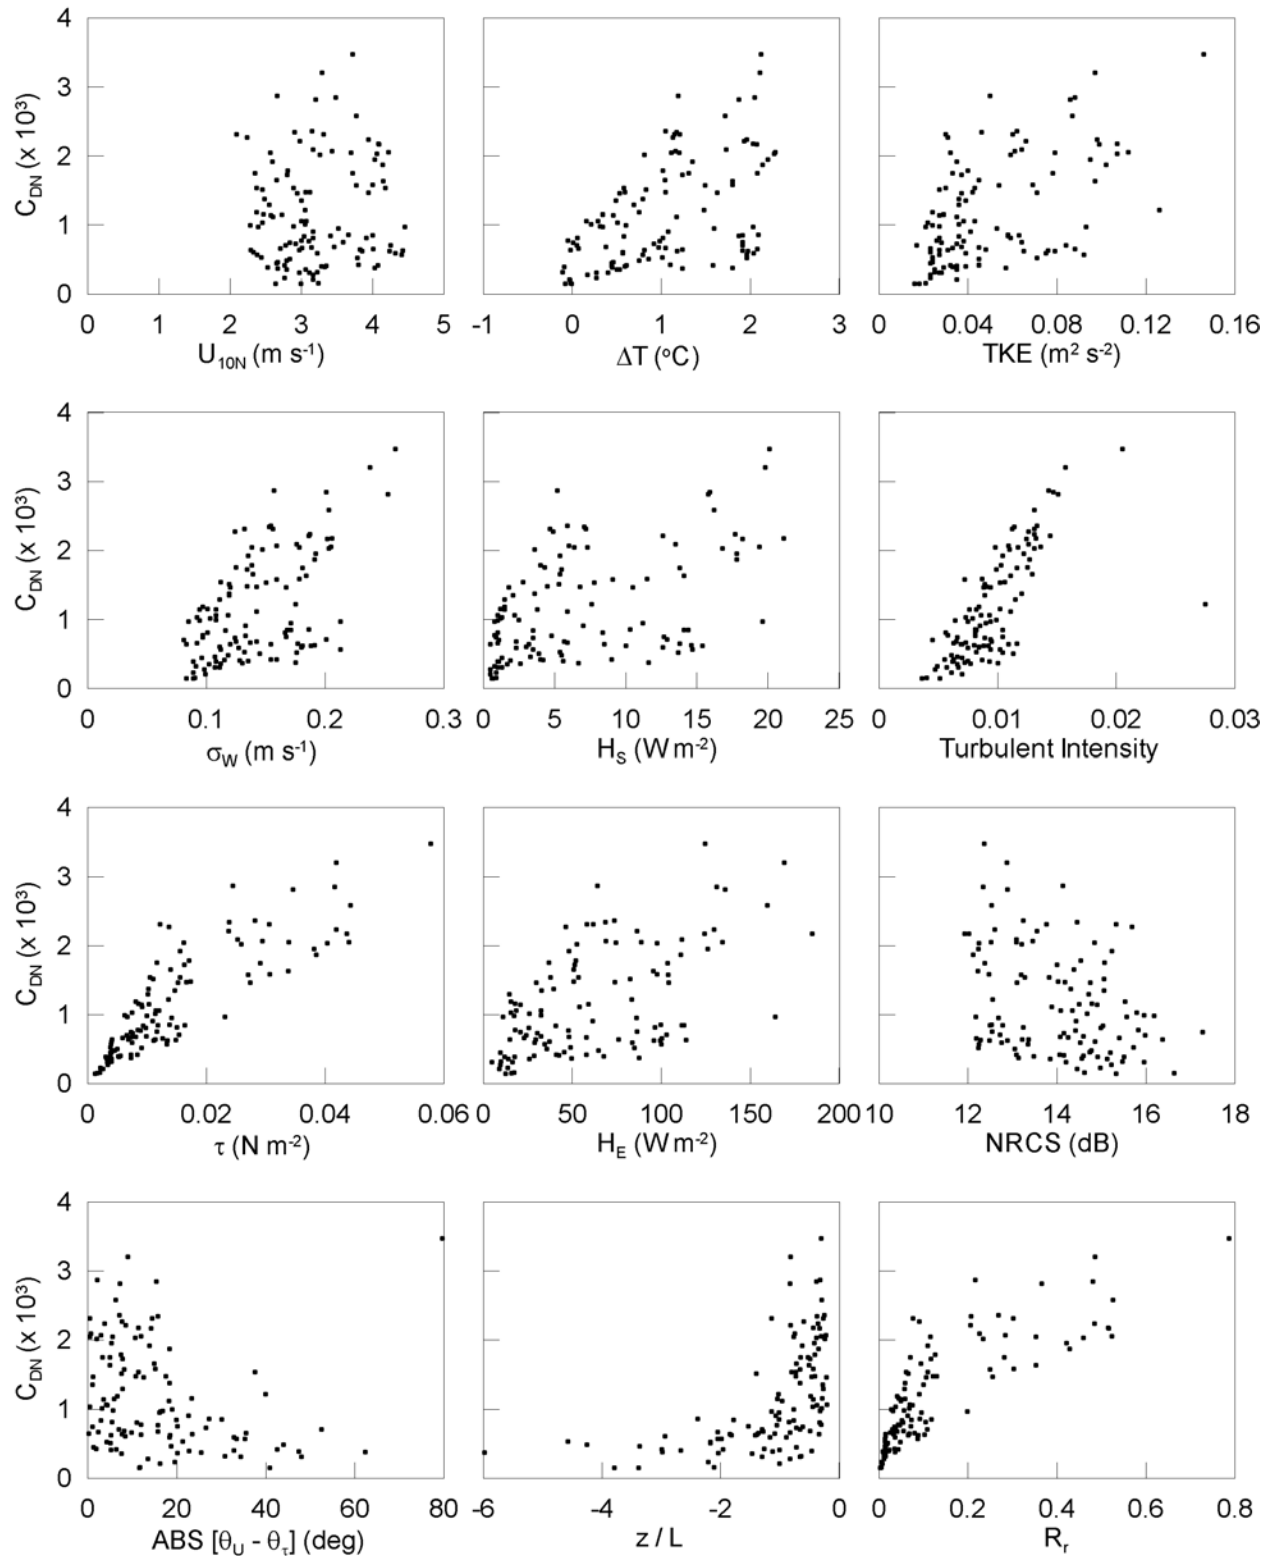 4
3
2
1
0
C_DN (x 10³)
0 1 2 3 4 5
U_10N (m s⁻¹)
-1 0 1 2 3
ΔT (°C)
0 0.04 0.08 0.12 0.16
TKE (m² s⁻²)
4
3
2
1
0
C_DN (x 10³)
0 0.1 0.2 0.3
σ_W (m s⁻¹)
0 5 10 15 20 25
H_S (W m⁻²)
0 0.01 0.02 0.03
Turbulent Intensity
4
3
2
1
0
C_DN (x 10³)
0 0.02 0.04 0.06
τ (N m⁻²)
0 50 100 150 200
H_E (W m⁻²)
10 12 14 16 18
NRCS (dB)
4
3
2
1
0
C_DN (x 10³)
0 20 40 60 80
ABS [θ_U - θ_τ] (deg)
-6 -4 -2 0
z / L
0 0.2 0.4 0.6 0.8
R_r